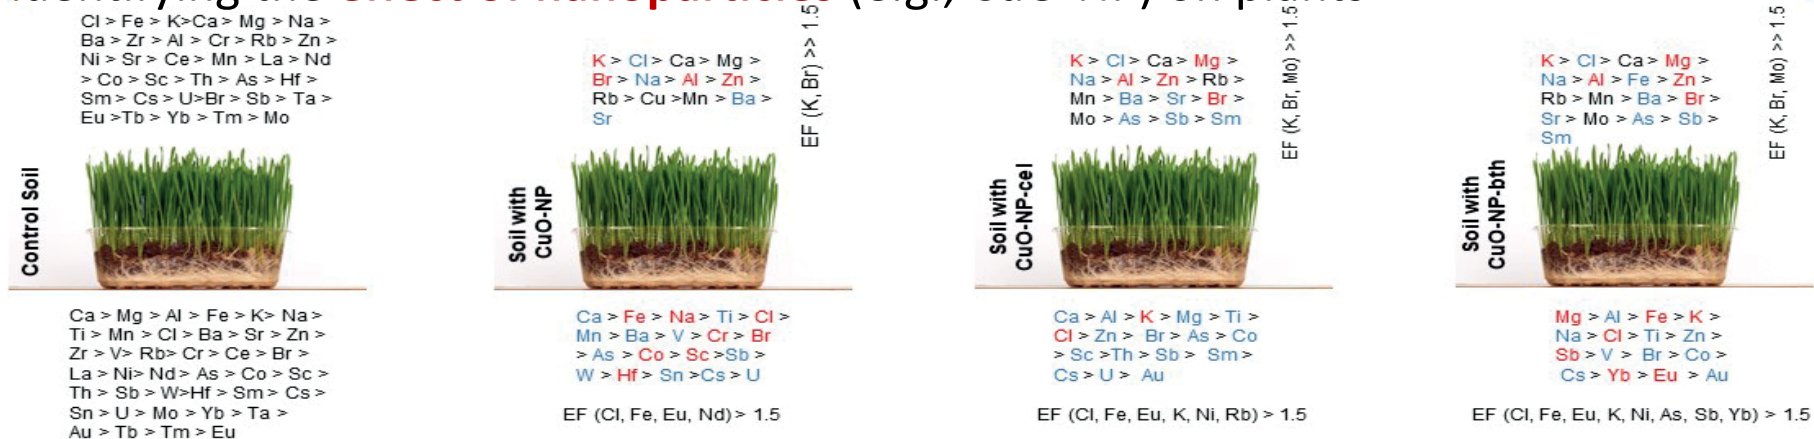 Identifying the effect of nanoparticles (e.g., CuO-NP) on plants
Cl > Fe > K>Ca > Mg > Na >
Ba > Zr > Al > Cr > Rb > Zn >
Ni > Sr > Ce > Mn > La > Nd
> Co > Sc > Th > As > Hf >
Sm > Cs > U>Br > Sb > Ta >
Eu >Tb > Yb > Tm > Mo
Control Soil
Ca > Mg > Al > Fe > K> Na >
Ti > Mn > Cl > Ba > Sr > Zn >
Zr > V> Rb> Cr > Ce > Br >
La > Ni> Nd > As > Co > Sc >
Th > Sb > W>Hf > Sm > Cs >
Sn > U > Mo > Yb > Ta >
Au > Tb > Tm > Eu
K > Cl > Ca > Mg >
Br > Na > Al > Zn >
Rb > Cu >Mn > Ba >
Sr
EF (K, Br) >> 1.5
Soil with
CuO-NP
Ca > Fe > Na > Ti > Cl >
Mn > Ba > V > Cr > Br
> As > Co > Sc >Sb >
W > Hf > Sn >Cs > U
EF (Cl, Fe, Eu, Nd) > 1.5
K > Cl > Ca > Mg >
Na > Al > Zn > Rb >
Mn > Ba > Sr > Br >
Mo > As > Sb > Sm
EF (K, Br, Mo) >> 1.5
Soil with
CuO-NP-cel
Ca > Al > K > Mg > Ti >
Cl > Zn > Br > As > Co
> Sc >Th > Sb > Sm >
Cs > U > Au
EF (Cl, Fe, Eu, K, Ni, Rb) > 1.5
K > Cl > Ca > Mg >
Na > Al > Fe > Zn >
Rb > Mn > Ba > Br >
Sr > Mo > As > Sb >
Sm
EF (K, Br, Mo) >> 1.5
Soil with
CuO-NP-bth
Mg > Al > Fe > K >
Na > Cl > Ti > Zn >
Sb > V > Br > Co >
Cs > Yb > Eu > Au
EF (Cl, Fe, Eu, K, Ni, As, Sb, Yb) > 1.5